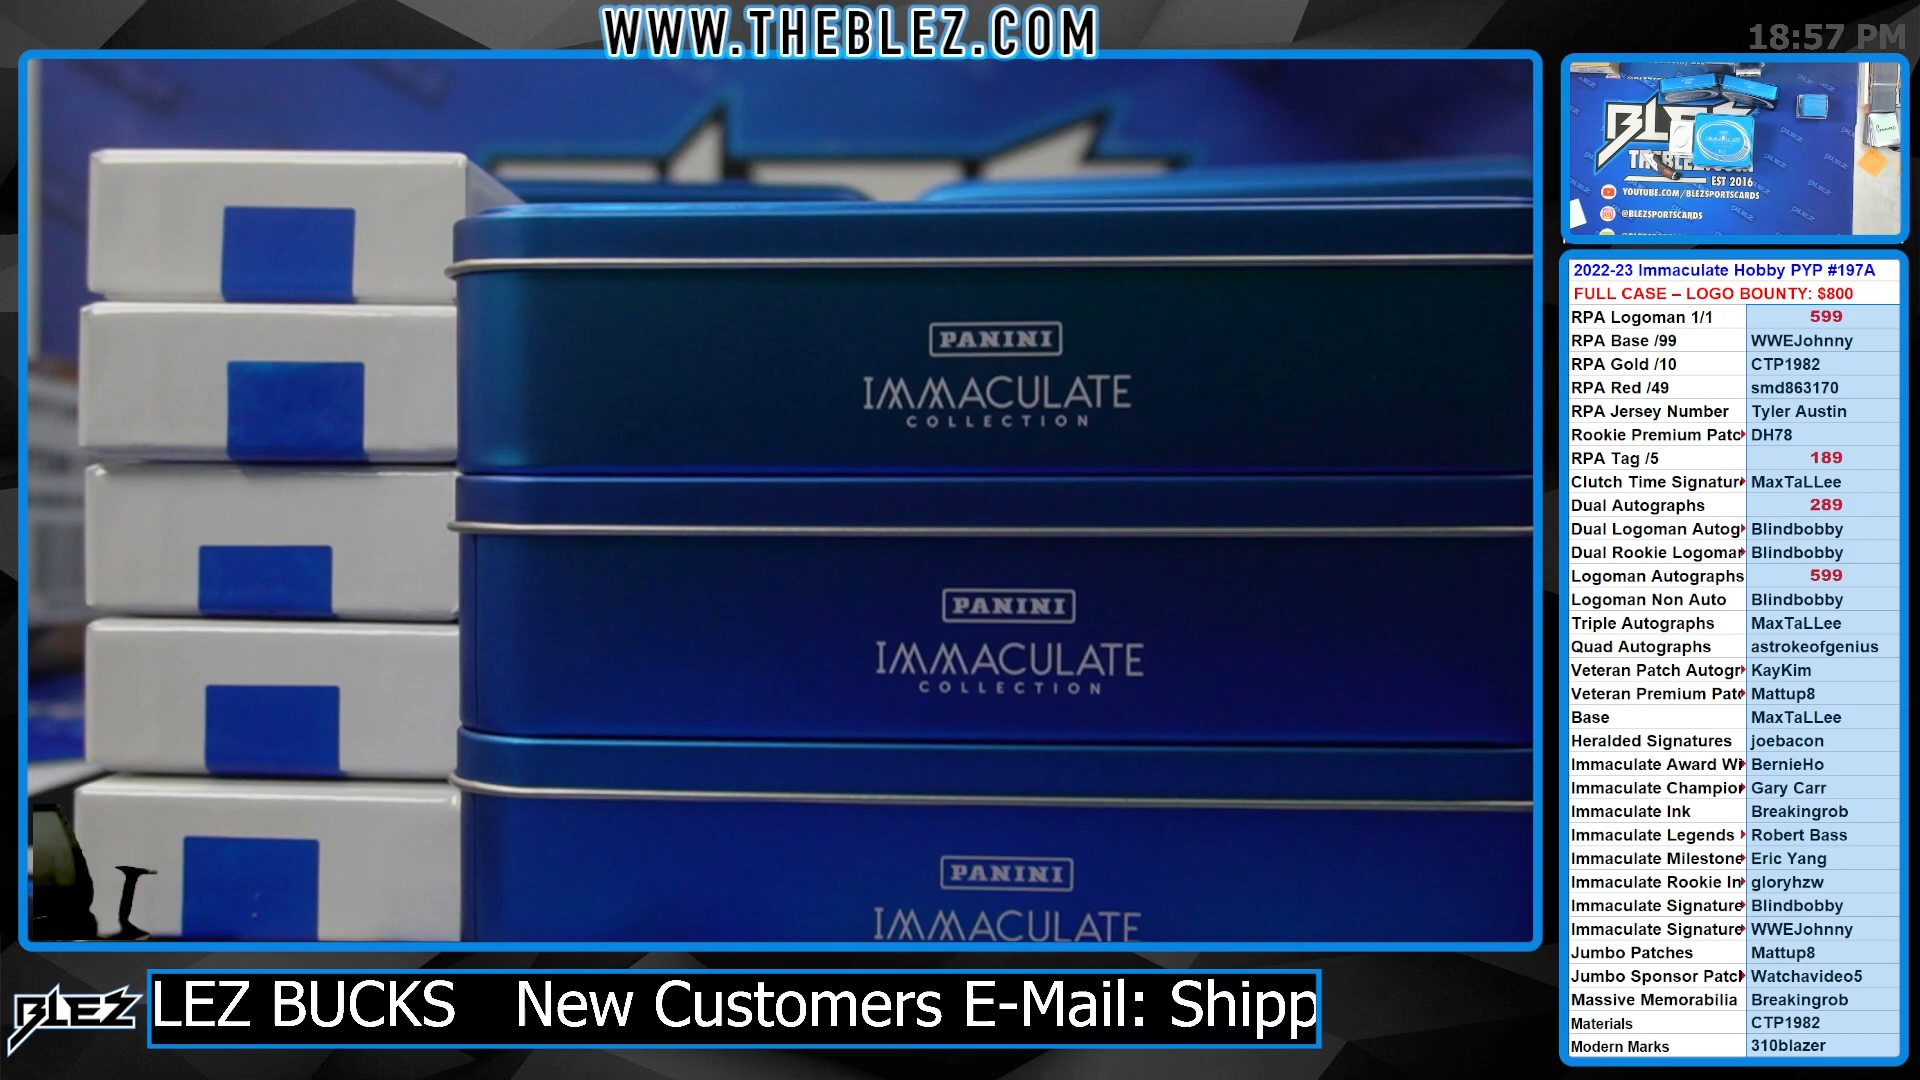 WWW.THEBLEZ.COM
18:57 PM
PANINI
IMMACULATE
COLLECTION
PANINI
IMMACULATE
COLLECTION
PANINI
IMMACULATE
BLEZ
EST 2016
YOUTUBE.COM/BLEZSPORTSCARDS
@BLEZSPORTSCARDS
IMMACULATE
2022-23 Immaculate Hobby PYP #197A
FULL CASE – LOGO BOUNTY: $800
RPA Logoman 1/1 599
RPA Base /99 WWEJohnny
RPA Gold /10 CTP1982
RPA Red /49 smd863170
RPA Jersey Number Tyler Austin
Rookie Premium Patc DH78
RPA Tag /5 189
Clutch Time Signatur MaxTaLLee
Dual Autographs 289
Dual Logoman Autog Blindbobby
Dual Rookie Logoman Blindbobby
Logoman Autographs 599
Logoman Non Auto Blindbobby
Triple Autographs MaxTaLLee
Quad Autographs astrokeofgenius
Veteran Patch Autogr KayKim
Veteran Premium Patc Mattup8
Base MaxTaLLee
Heralded Signatures joebacon
Immaculate Award Wi BernieHo
Immaculate Champion Gary Carr
Immaculate Ink Breakingrob
Immaculate Legends Robert Bass
Immaculate Milestone Eric Yang
Immaculate Rookie In gloryhzw
Immaculate Signature Blindbobby
Immaculate Signature WWEJohnny
Jumbo Patches Mattup8
Jumbo Sponsor Patch Watchavideo5
Massive Memorabilia Breakingrob
Materials CTP1982
Modern Marks 310blazer
BLEZ
LEZ BUCKS New Customers E-Mail: Shipp